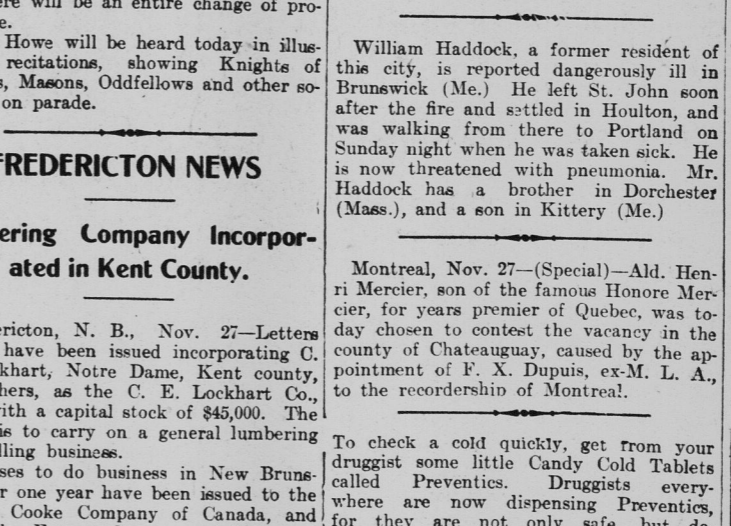 ere will be an entire change of pro-
e.
Howe will be heard today in illus-
recitations, showing Knights of
s, Masons, Oddfellows and other so-
on parade.
FREDERICTON NEWS
ering Company Incorpor-
ated in Kent County.
ericton, N. B., Nov. 27—Letters
have been issued incorporating C.
khart, Notre Dame, Kent county,
hers, as the C. E. Lockhart Co.,
ith a capital stock of $45,000. The
is to carry on a general lumbering
lling business.
ses to do business in New Bruns-
r one year have been issued to the
Cooke Company of Canada, and
William Haddock, a former resident of
this city, is reported dangerously ill in
Brunswick (Me.) He left St. John soon
after the fire and settled in Houlton, and
was walking from there to Portland on
Sunday night when he was taken sick. He
is now threatened with pneumonia. Mr.
Haddock has a brother in Dorchester
(Mass.), and a son in Kittery (Me.)
Montreal, Nov. 27—(Special)—Ald. Hen-
ri Mercier, son of the famous Honore Mer-
cier, for years premier of Quebec, was to-
day chosen to contest the vacancy in the
county of Chateauguay, caused by the ap-
pointment of F. X. Dupuis, ex-M. L. A.,
to the recordership of Montreal.
To check a cold quickly, get from your
druggist some little Candy Cold Tablets
called Preventics. Druggists every-
where are now dispensing Preventics,
for they are not only safe, but de-